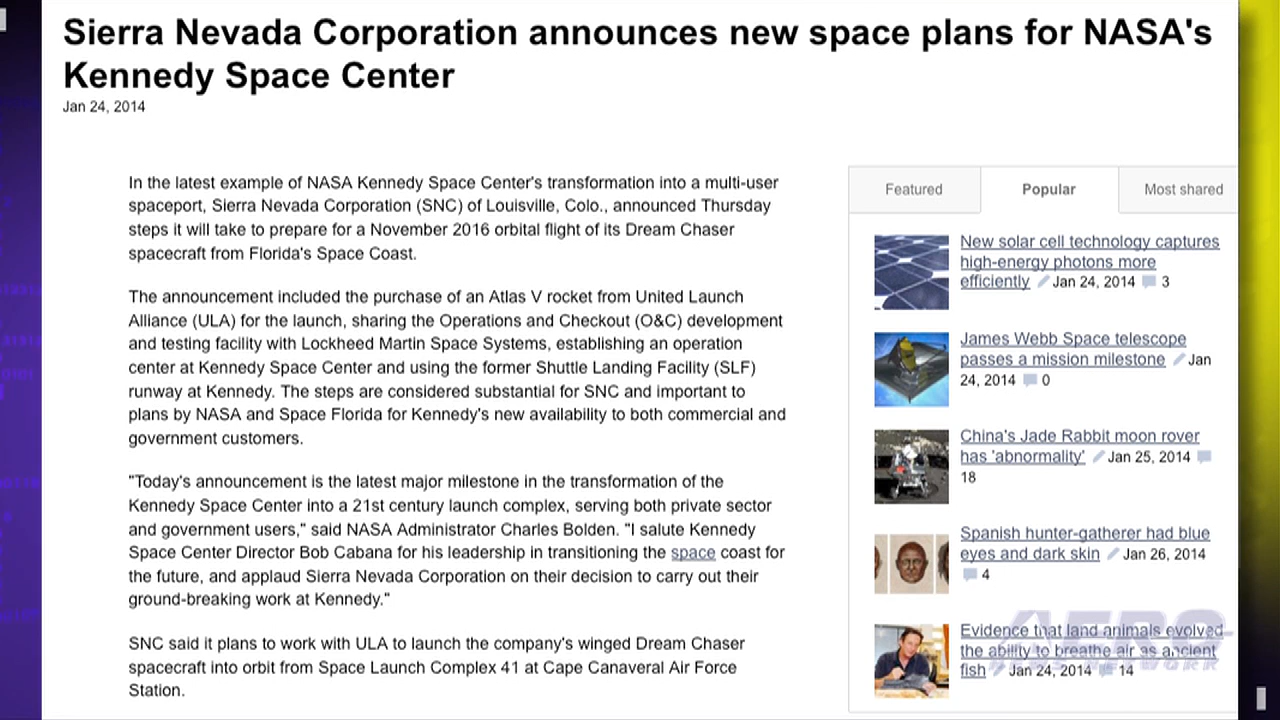 Sierra Nevada Corporation announces new space plans for NASA's
Kennedy Space Center
Jan 24, 2014
In the latest example of NASA Kennedy Space Center's transformation into a multi-user
spaceport, Sierra Nevada Corporation (SNC) of Louisville, Colo., announced Thursday
steps it will take to prepare for a November 2016 orbital flight of its Dream Chaser
spacecraft from Florida's Space Coast.
The announcement included the purchase of an Atlas V rocket from United Launch
Alliance (ULA) for the launch, sharing the Operations and Checkout (O&C) development
and testing facility with Lockheed Martin Space Systems, establishing an operation
center at Kennedy Space Center and using the former Shuttle Landing Facility (SLF)
runway at Kennedy. The steps are considered substantial for SNC and important to
plans by NASA and Space Florida for Kennedy's new availability to both commercial and
government customers.
"Today's announcement is the latest major milestone in the transformation of the
Kennedy Space Center into a 21st century launch complex, serving both private sector
and government users," said NASA Administrator Charles Bolden. "I salute Kennedy
Space Center Director Bob Cabana for his leadership in transitioning the space coast for
the future, and applaud Sierra Nevada Corporation on their decision to carry out their
ground-breaking work at Kennedy."
SNC said it plans to work with ULA to launch the company's winged Dream Chaser
spacecraft into orbit from Space Launch Complex 41 at Cape Canaveral Air Force
Station.
Featured Popular Most shared
New solar cell technology captures
high-energy photons more
efficiently Jan 24, 2014 3
James Webb Space telescope
passes a mission milestone Jan
24, 2014 0
China's Jade Rabbit moon rover
has 'abnormality' Jan 25, 2014
18
Spanish hunter-gatherer had blue
eyes and dark skin Jan 26, 2014
4
Evidence that land animals evolved
the ability to breathe air as ancient
fish Jan 24, 2014 14
AERO